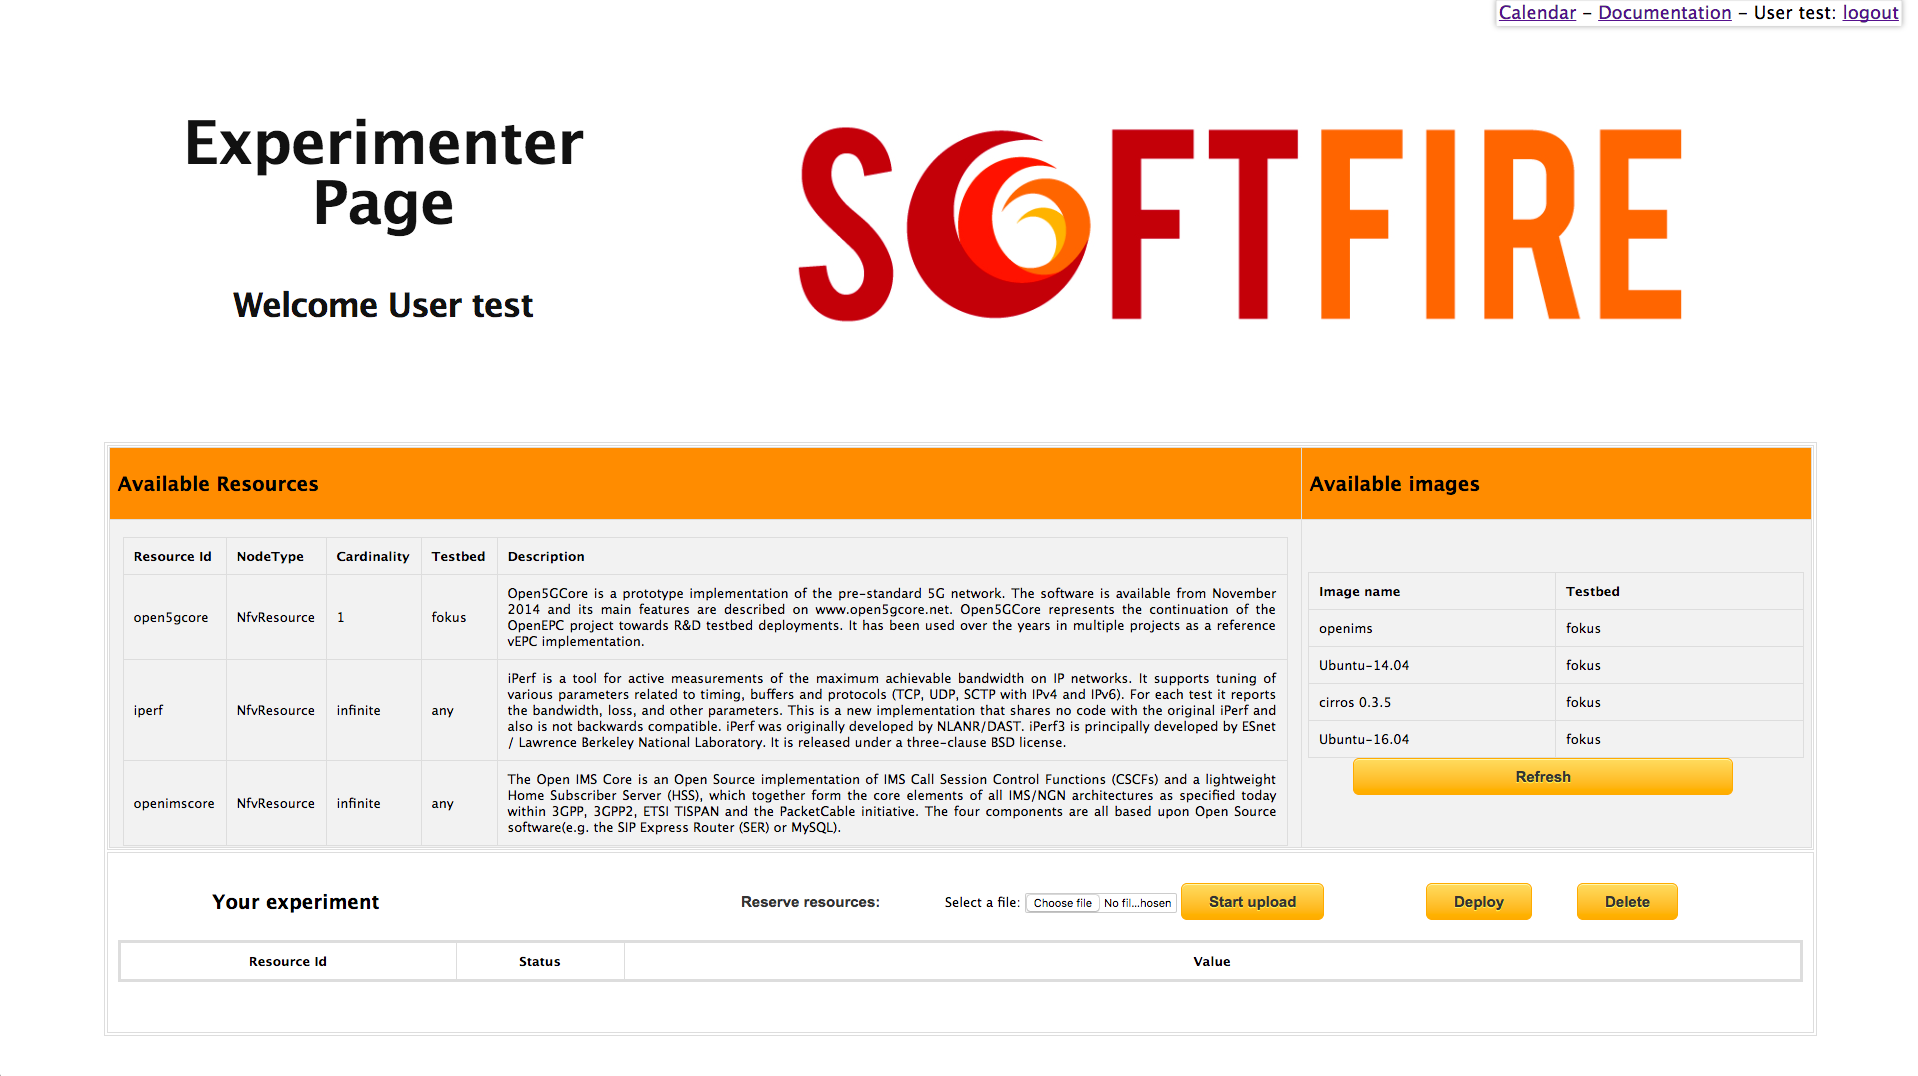 Calendar – Documentation – User test: logout
Experimenter
Page
Welcome User test
SOFTFIRE
Available Resources
Available images
Resource Id NodeType Cardinality Testbed Description
open5gcore NfvResource 1 fokus
Open5GCore is a prototype implementation of the pre-standard 5G network. The software is available from November
2014 and its main features are described on www.open5gcore.net. Open5GCore represents the continuation of the
OpenEPC project towards R&D testbed deployments. It has been used over the years in multiple projects as a reference
vEPC implementation.
iperf NfvResource infinite any
iPerf is a tool for active measurements of the maximum achievable bandwidth on IP networks. It supports tuning of
various parameters related to timing, buffers and protocols (TCP, UDP, SCTP with IPv4 and IPv6). For each test it reports
the bandwidth, loss, and other parameters. This is a new implementation that shares no code with the original iPerf and
also is not backwards compatible. iPerf was originally developed by NLANR/DAST. iPerf3 is principally developed by ESnet
/ Lawrence Berkeley National Laboratory. It is released under a three-clause BSD license.
openimscore NfvResource infinite any
The Open IMS Core is an Open Source implementation of IMS Call Session Control Functions (CSCFs) and a lightweight
Home Subscriber Server (HSS), which together form the core elements of all IMS/NGN architectures as specified today
within 3GPP, 3GPP2, ETSI TISPAN and the PacketCable initiative. The four components are all based upon Open Source
software(e.g. the SIP Express Router (SER) or MySQL).
Image name Testbed
openims fokus
Ubuntu-14.04 fokus
cirros 0.3.5 fokus
Ubuntu-16.04 fokus
Refresh
Your experiment
Reserve resources:
Select a file: Choose file No fil...hosen Start upload
Deploy
Delete
Resource Id Status Value